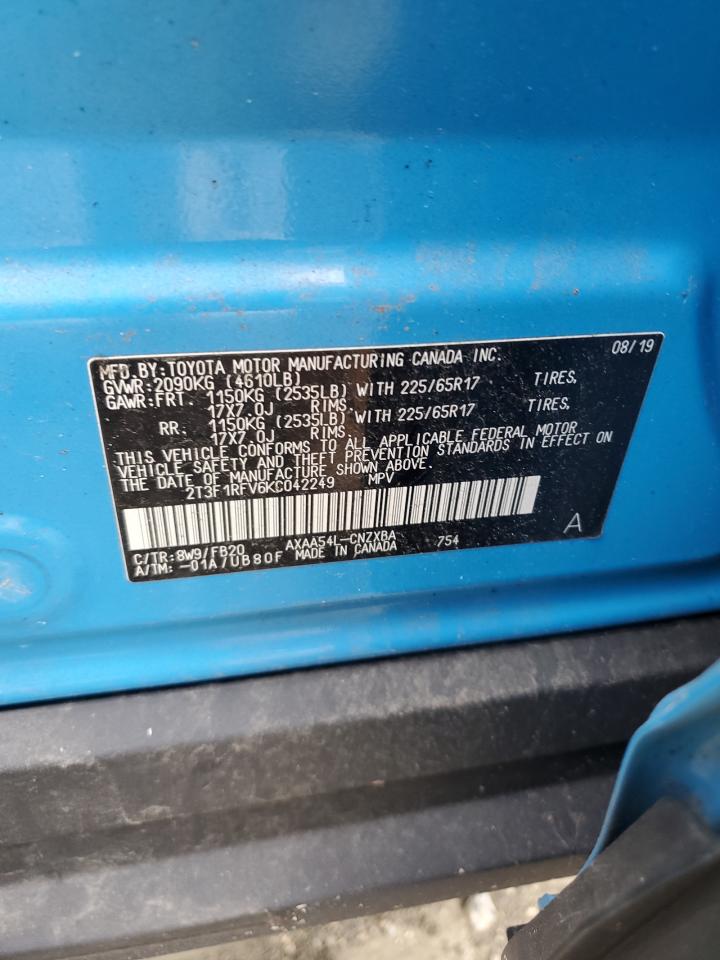 MFD.BY:TOYOTA MOTOR MANUFACTURING CANADA INC. 08/19
GVWR:2090KG (4610LB)
GAWR:FRT. 1150KG (2535LB) WITH 225/65R17 TIRES,
17X7.0J RIMS,
RR. 1150KG (2535LB) WITH 225/65R17 TIRES,
17X7.0J RIMS.
THIS VEHICLE CONFORMS TO ALL APPLICABLE FEDERAL MOTOR
VEHICLE SAFETY AND THEFT PREVENTION STANDARDS IN EFFECT ON
THE DATE OF MANUFACTURE SHOWN ABOVE.
2T3F1RFV6KC042249 MPV
C/TR:8W9/FB20 AXAA54L-CNZXBA 754 A
A/TM: -01A/UB80F MADE IN CANADA